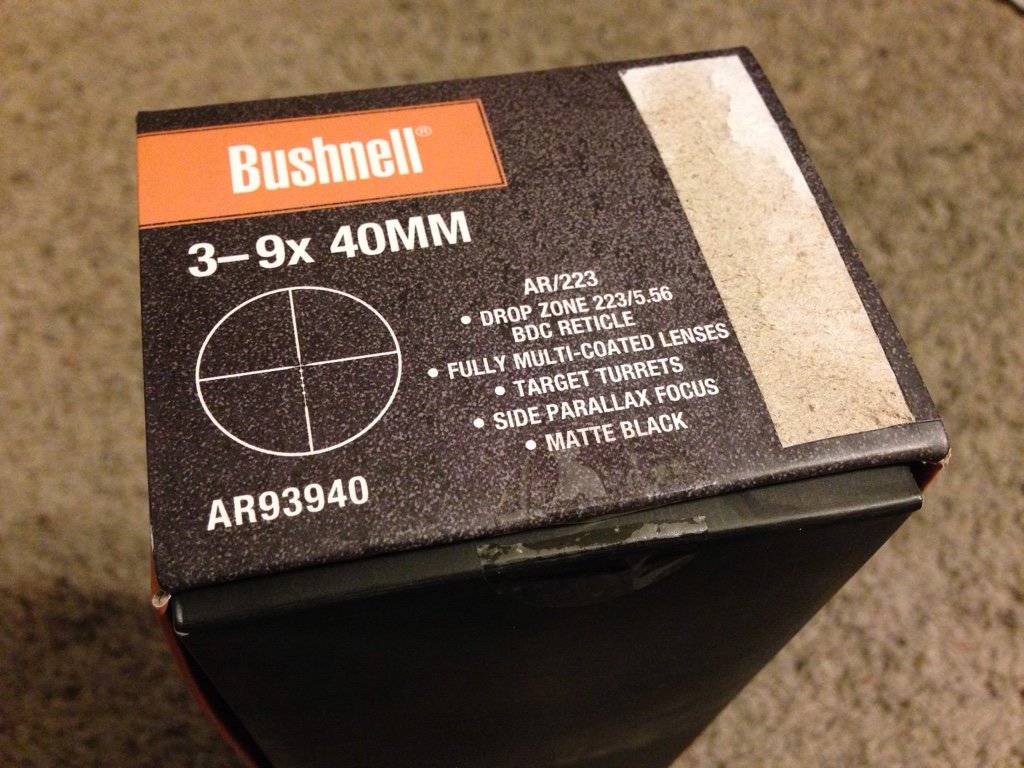 Bushnell®
3–9x 40MM
AR/223
• DROP ZONE 223/5.56
BDC RETICLE
• FULLY MULTI-COATED LENSES
• TARGET TURRETS
• SIDE PARALLAX FOCUS
• MATTE BLACK
AR93940